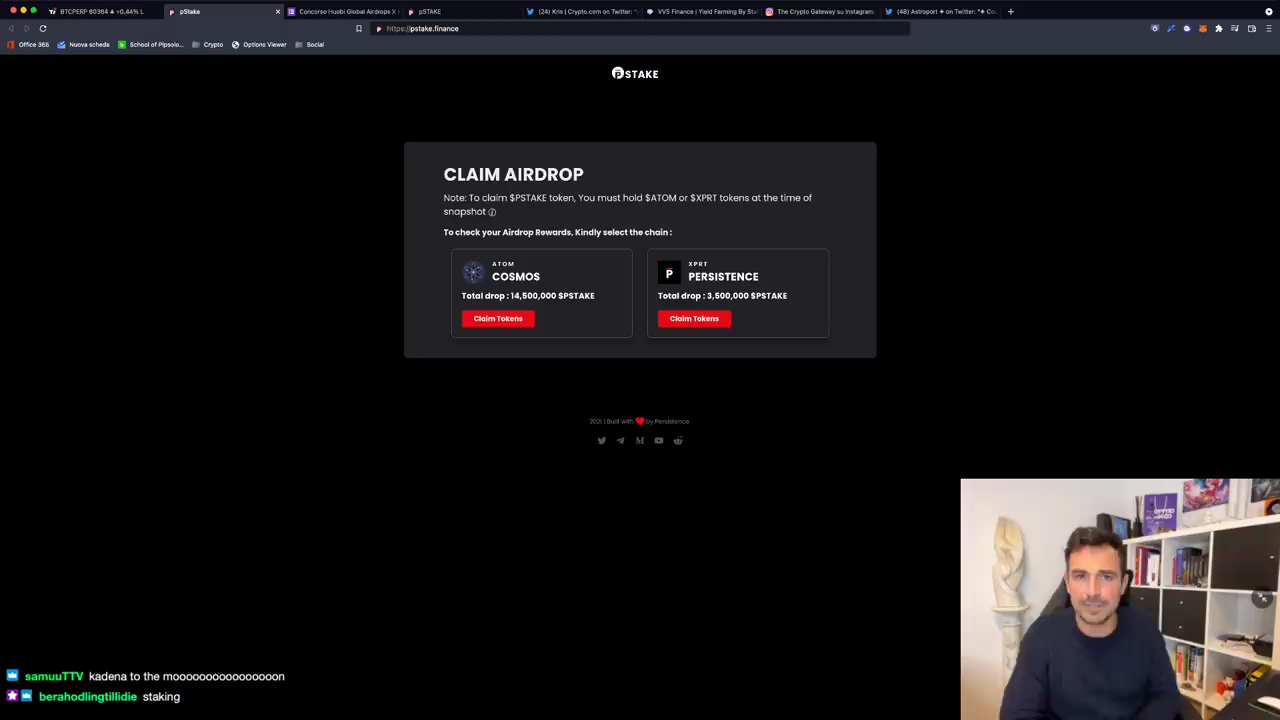 BTCPERP 60364 ▲ +0.44% L
pStake
Concorso Huobi Global Airdrops X
pSTAKE
(24) Kris | Crypto.com on Twitter: "
VVS Finance | Yield Farming By Sta
The Crypto Gateway su Instagram:
(48) Astroport + on Twitter: "+ Co
https://pstake.finance
Office 365
Nuova scheda
School of Pipsolo...
Crypto
Options Viewer
Social
PSTAKE
CLAIM AIRDROP
Note: To claim $PSTAKE token, You must hold $ATOM or $XPRT tokens at the time of
snapshot
To check your Airdrop Rewards, Kindly select the chain :
ATOM
COSMOS
Total drop : 14,500,000 $PSTAKE
Claim Tokens
XPRT
PERSISTENCE
Total drop : 3,500,000 $PSTAKE
Claim Tokens
2021 | Built with ❤ by Persistence.
samuuTTV kadena to the mooooooooooooooooon
berahodlingtillidie staking